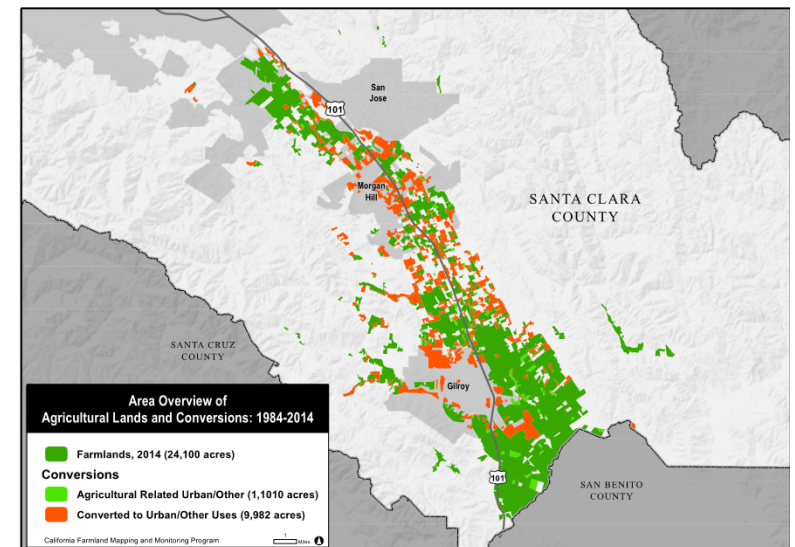 San
Jose
101
Morgan
Hill
SANTA CLARA
COUNTY
SANTA CRUZ
COUNTY
Gilroy
101
SAN BENITO
COUNTY
Area Overview of
Agricultural Lands and Conversions: 1984-2014
Farmlands, 2014 (24,100 acres)
Conversions
Agricultural Related Urban/Other (1,1010 acres)
Converted to Urban/Other Uses (9,982 acres)
California Farmland Mapping and Monitoring Program
1
Miles